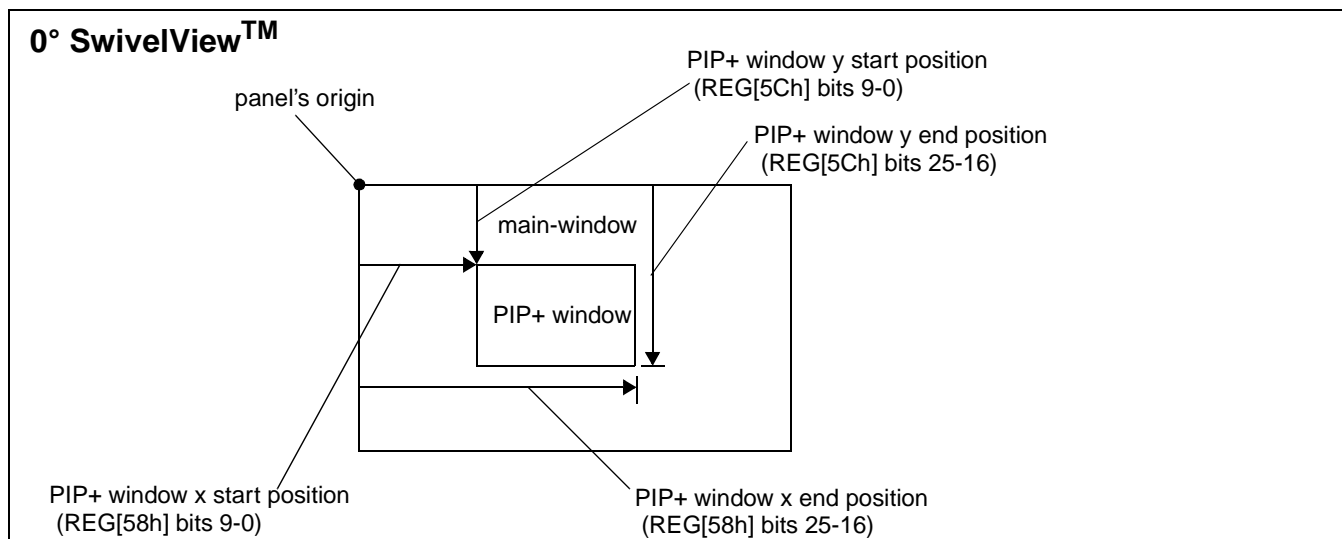 0° SwivelView™
PIP+ window y start position
(REG[5Ch] bits 9-0)
panel's origin
PIP+ window y end position
(REG[5Ch] bits 25-16)
main-window
PIP+ window
PIP+ window x start position
(REG[58h] bits 9-0)
PIP+ window x end position
(REG[58h] bits 25-16)